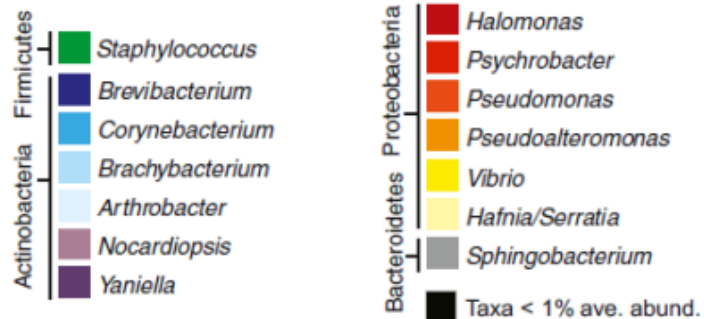 Firmicutes
Staphylococcus
Actinobacteria
Brevibacterium
Corynebacterium
Brachybacterium
Arthrobacter
Nocardiopsis
Yaniella
Proteobacteria
Halomonas
Psychrobacter
Pseudomonas
Pseudoalteromonas
Vibrio
Hafnia/Serratia
Bacteroidetes
Sphingobacterium
Taxa < 1% ave. abund.